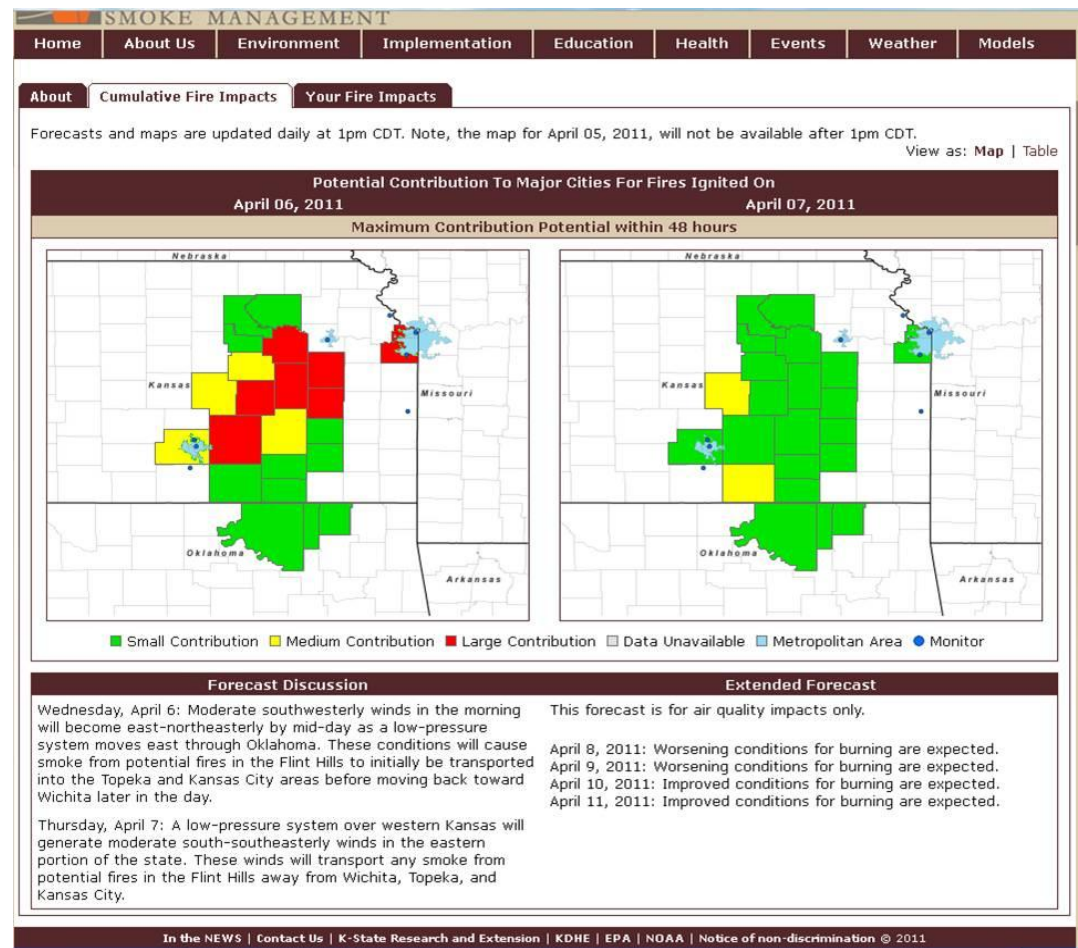 SMOKE MANAGEMENT
Home About Us Environment Implementation Education Health Events Weather Models
About Cumulative Fire Impacts Your Fire Impacts
Forecasts and maps are updated daily at 1pm CDT. Note, the map for April 05, 2011, will not be available after 1pm CDT.
View as: Map | Table
Potential Contribution To Major Cities For Fires Ignited On
April 06, 2011 April 07, 2011
Maximum Contribution Potential within 48 hours
Nebraska
Kansas
Missouri
Oklahoma
Arkansas
Nebraska
Kansas
Missouri
Oklahoma
Arkansas
Small Contribution Medium Contribution Large Contribution Data Unavailable Metropolitan Area Monitor
Forecast Discussion
Wednesday, April 6: Moderate southwesterly winds in the morning
will become east-northeasterly by mid-day as a low-pressure
system moves east through Oklahoma. These conditions will cause
smoke from potential fires in the Flint Hills to initially be transported
into the Topeka and Kansas City areas before moving back toward
Wichita later in the day.
Thursday, April 7: A low-pressure system over western Kansas will
generate moderate south-southeasterly winds in the eastern
portion of the state. These winds will transport any smoke from
potential fires in the Flint Hills away from Wichita, Topeka, and
Kansas City.
Extended Forecast
This forecast is for air quality impacts only.
April 8, 2011: Worsening conditions for burning are expected.
April 9, 2011: Worsening conditions for burning are expected.
April 10, 2011: Improved conditions for burning are expected.
April 11, 2011: Improved conditions for burning are expected.
In the NEWS | Contact Us | K-State Research and Extension | KDHE | EPA | NOAA | Notice of non-discrimination © 2011